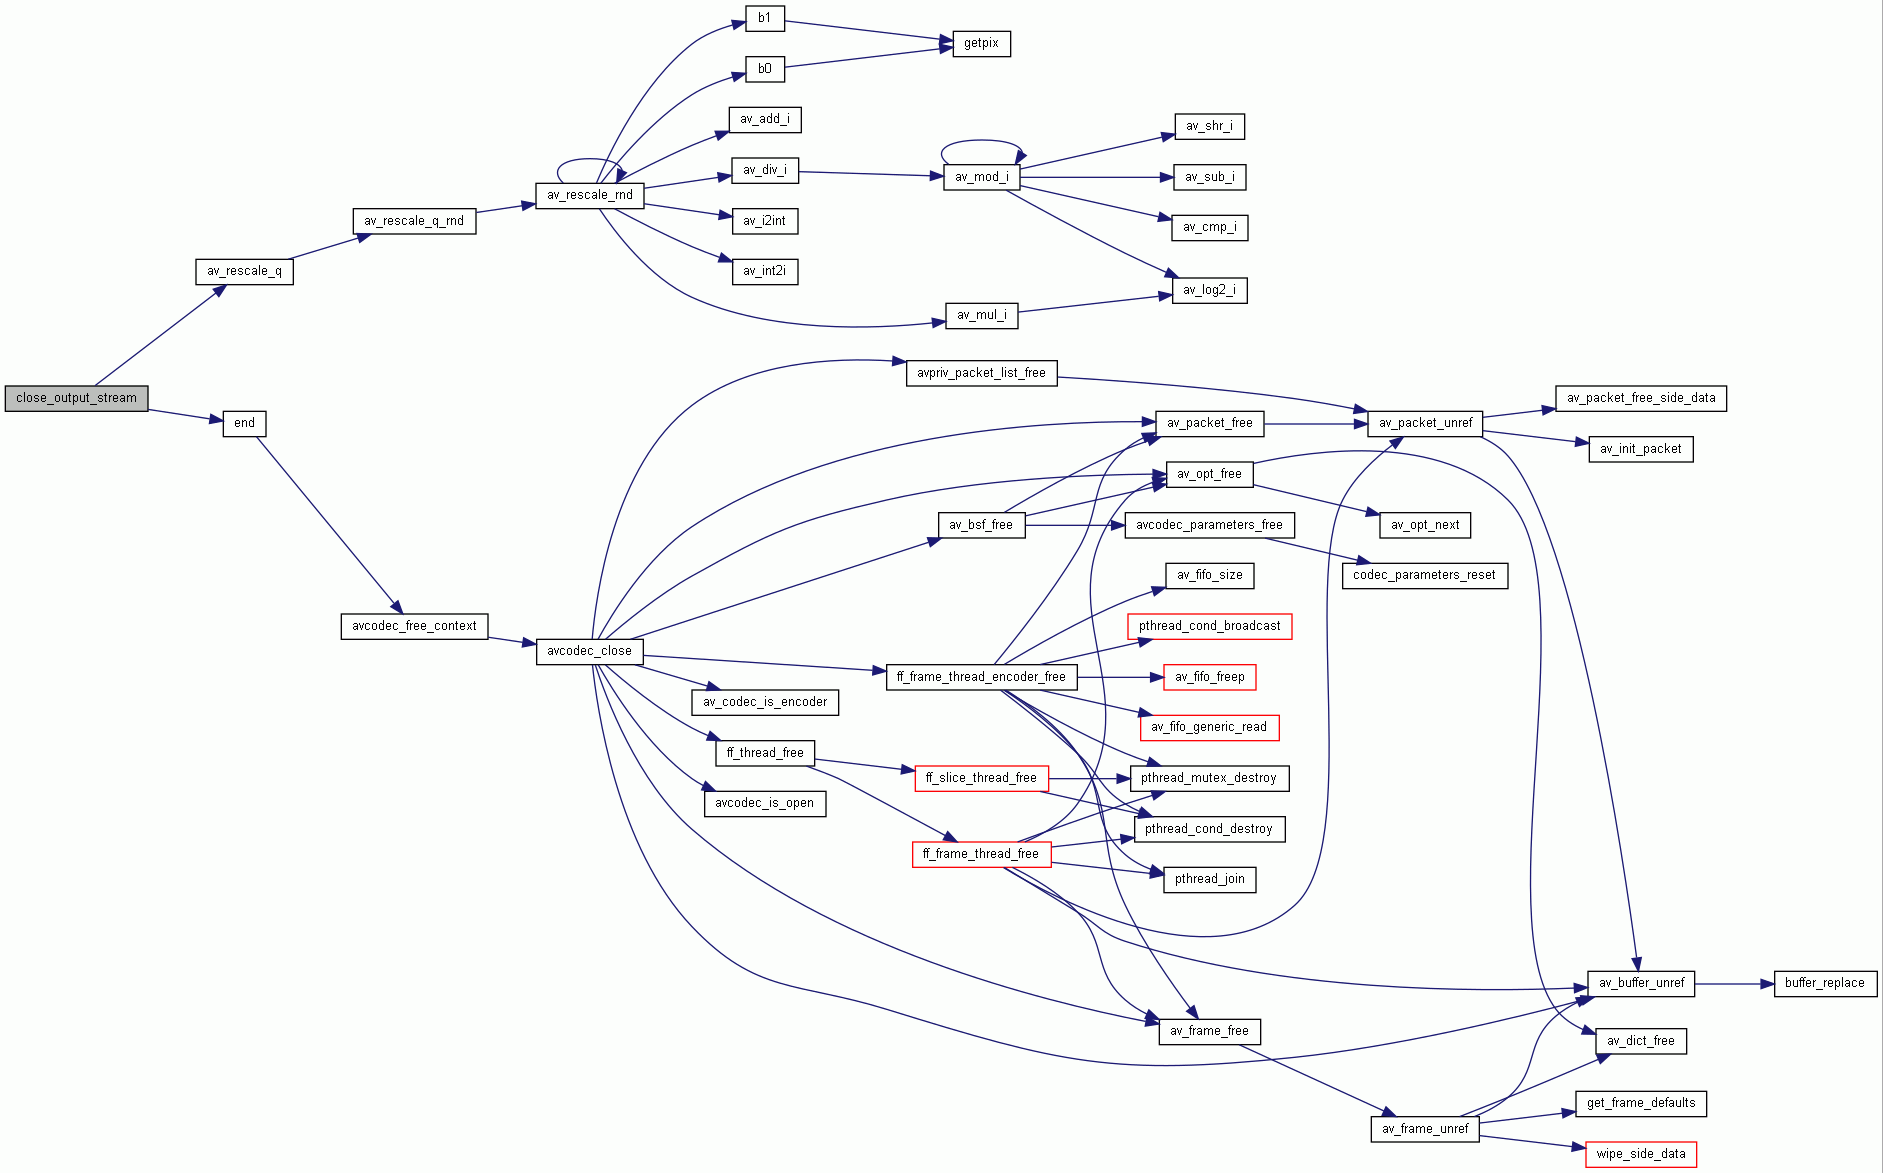 b1
getpix
b0
av_add_i
av_shr_i
av_div_i
av_mod_i
av_sub_i
av_rescale_rnd
av_rescale_q_rnd
av_i2int
av_cmp_i
av_rescale_q
av_int2i
av_log2_i
av_mul_i
avpriv_packet_list_free
close_output_stream
av_packet_free_side_data
end
av_packet_free
av_packet_unref
av_init_packet
av_opt_free
av_bsf_free
avcodec_parameters_free
av_opt_next
av_fifo_size
codec_parameters_reset
avcodec_free_context
pthread_cond_broadcast
avcodec_close
ff_frame_thread_encoder_free
av_fifo_freep
av_codec_is_encoder
av_fifo_generic_read
ff_thread_free
ff_slice_thread_free
pthread_mutex_destroy
avcodec_is_open
pthread_cond_destroy
ff_frame_thread_free
pthread_join
av_buffer_unref
buffer_replace
av_frame_free
av_dict_free
get_frame_defaults
av_frame_unref
wipe_side_data